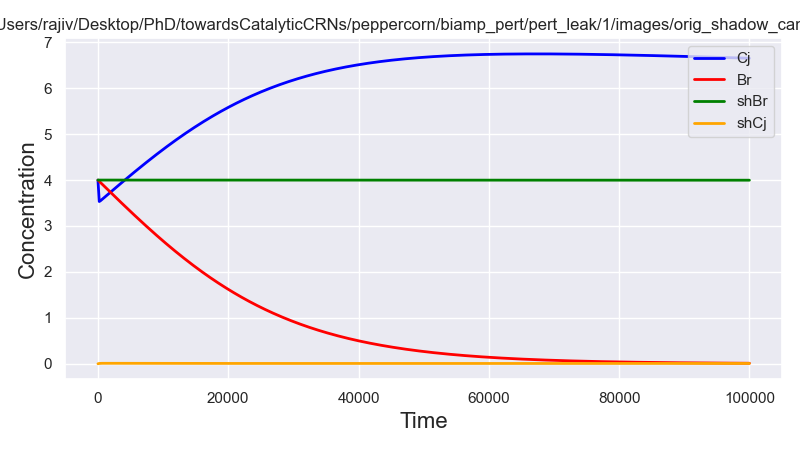 Users/rajiv/Desktop/PhD/towardsCatalyticCRNs/peppercorn/biamp_pert/pert_leak/1/images/orig_shadow_car
7
6
5
4
3
2
1
0
Concentration
Cj
Br
shBr
shCj
0 20000 40000 60000 80000 100000
Time